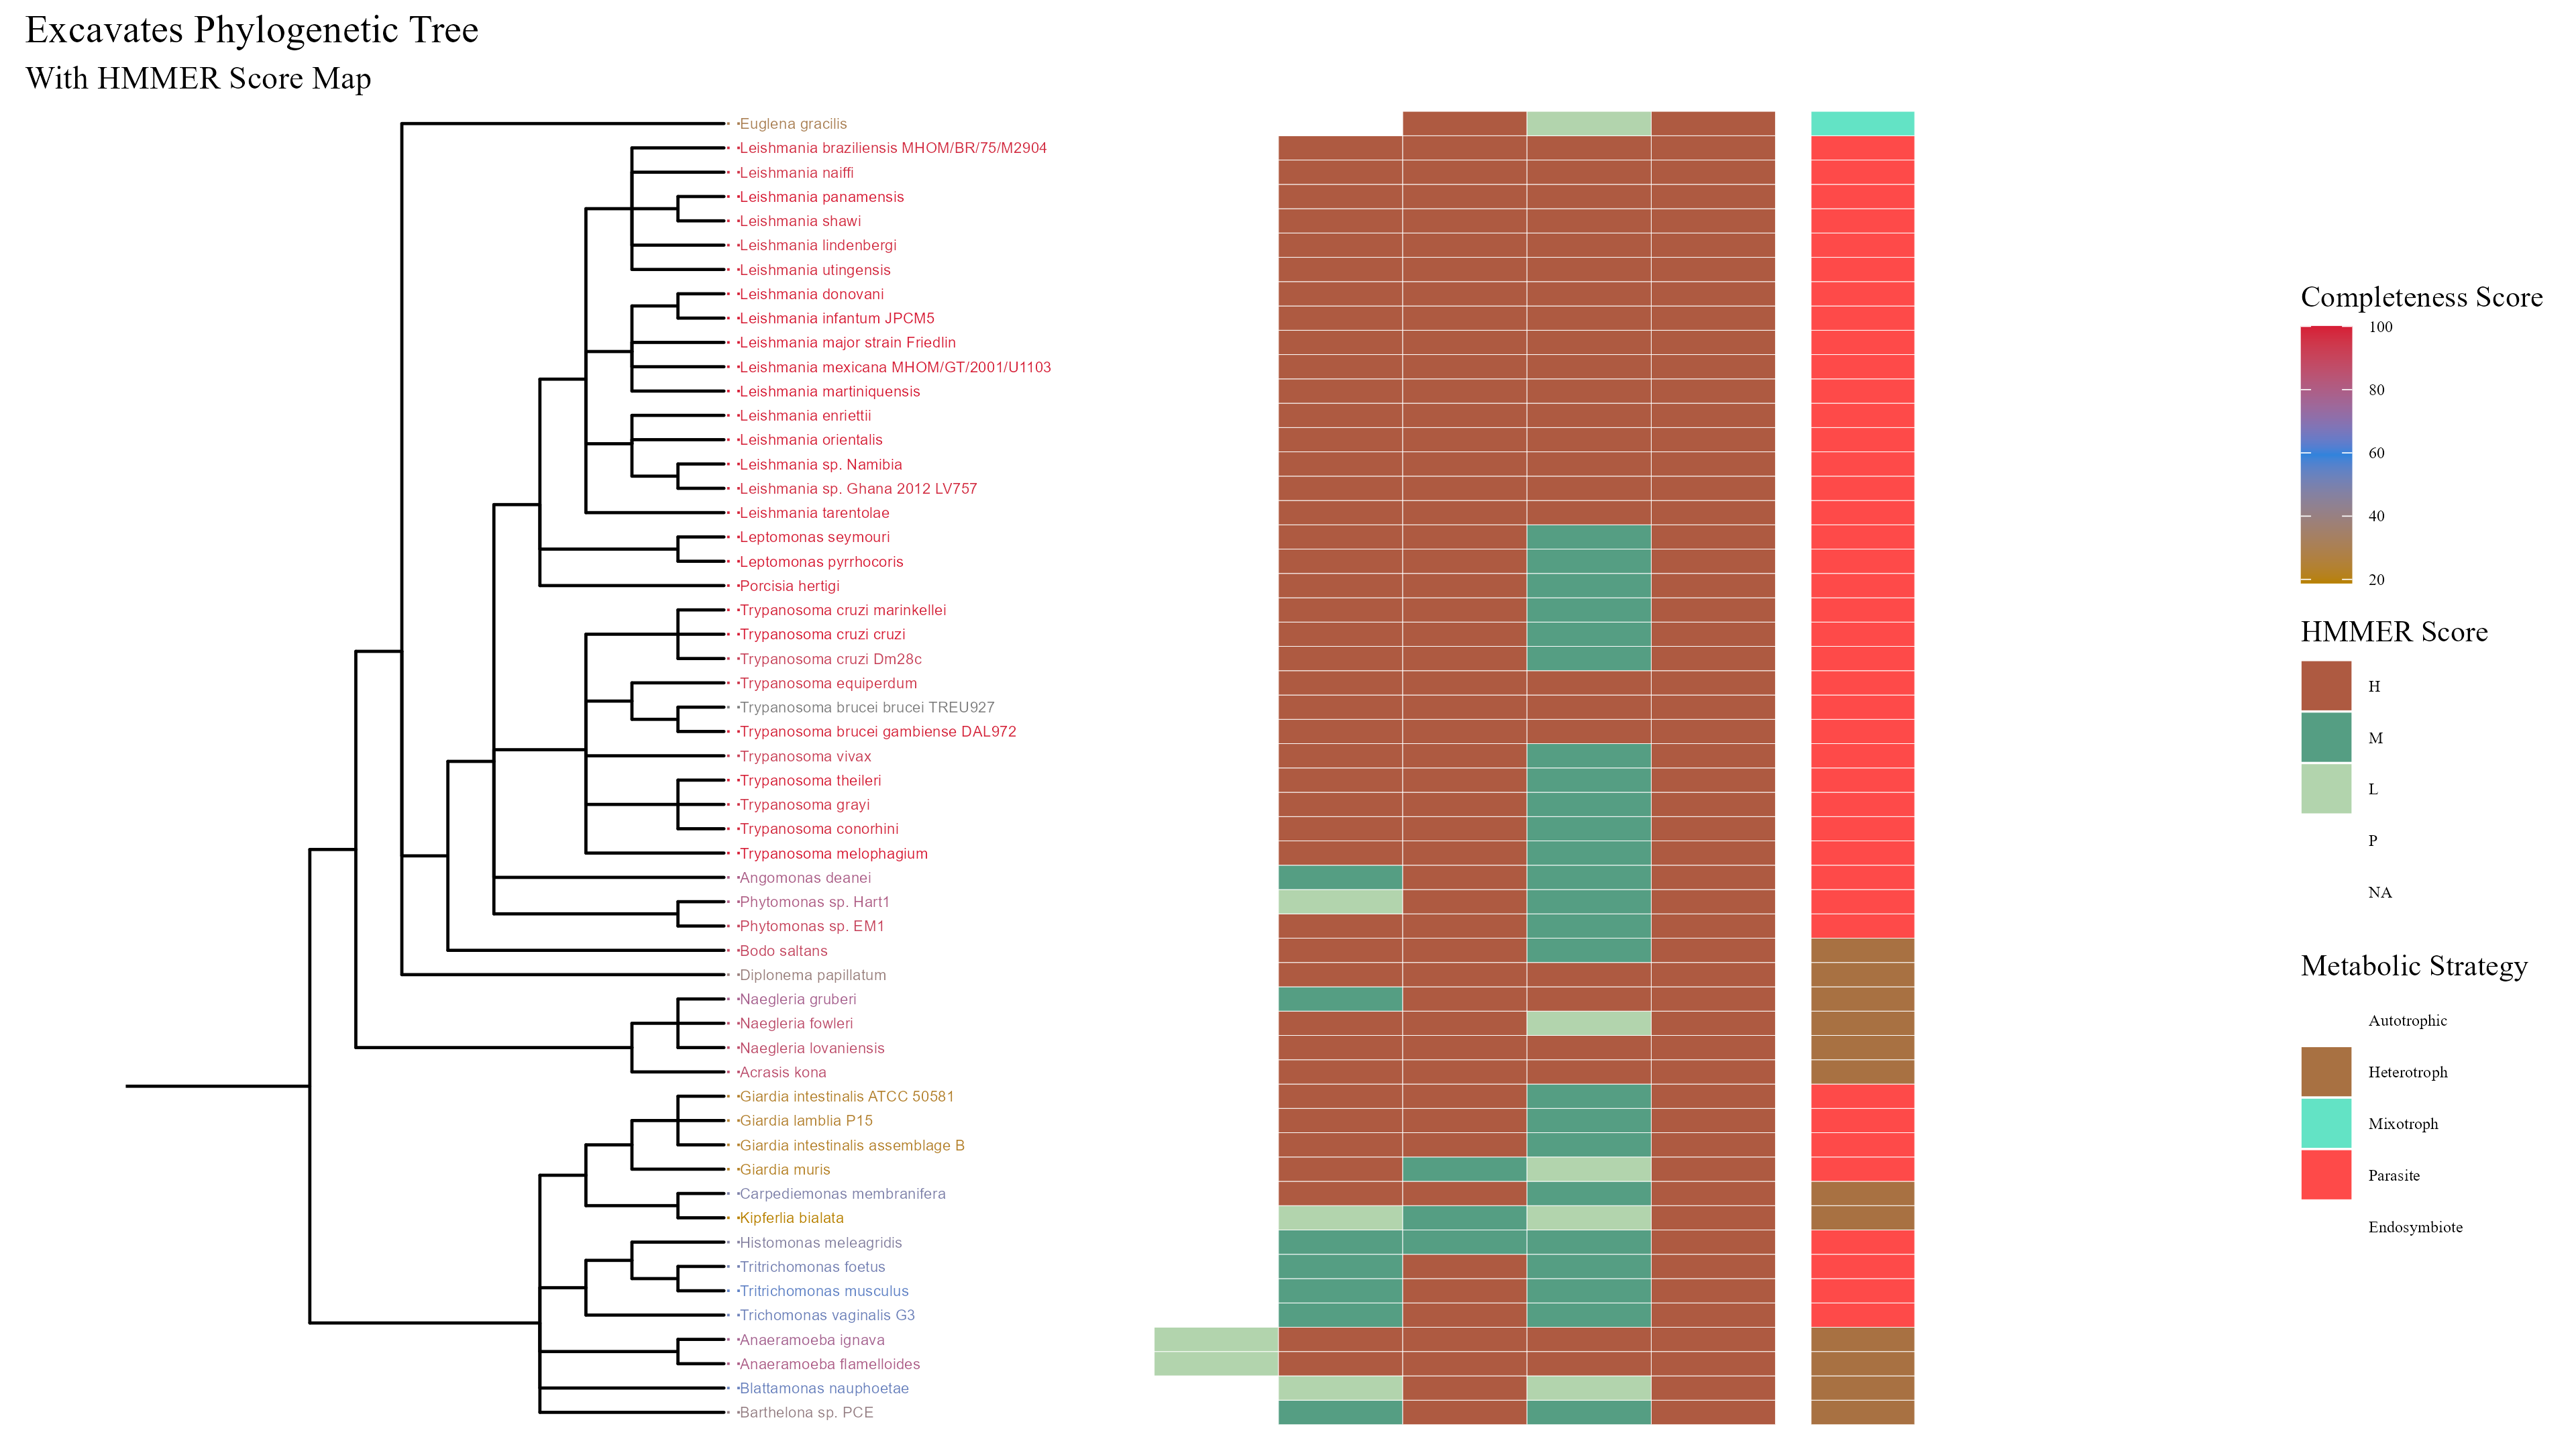 Excavates Phylogenetic Tree
With HMMER Score Map
Euglena gracilis
Leishmania braziliensis MHOM/BR/75/M2904
Leishmania naiffi
Leishmania panamensis
Leishmania shawi
Leishmania lindenbergi
Leishmania utingensis
Leishmania donovani
Leishmania infantum JPCM5
Leishmania major strain Friedlin
Leishmania mexicana MHOM/GT/2001/U1103
Leishmania martiniquensis
Leishmania enriettii
Leishmania orientalis
Leishmania sp. Namibia
Leishmania sp. Ghana 2012 LV757
Leishmania tarentolae
Leptomonas seymouri
Leptomonas pyrrhocoris
Porcisia hertigi
Trypanosoma cruzi marinkellei
Trypanosoma cruzi cruzi
Trypanosoma cruzi Dm28c
Trypanosoma equiperdum
Trypanosoma brucei brucei TREU927
Trypanosoma brucei gambiense DAL972
Trypanosoma vivax
Trypanosoma theileri
Trypanosoma grayi
Trypanosoma conorhini
Trypanosoma melophagium
Angomonas deanei
Phytomonas sp. Hart1
Phytomonas sp. EM1
Bodo saltans
Diplonema papillatum
Naegleria gruberi
Naegleria fowleri
Naegleria lovaniensis
Acrasis kona
Giardia intestinalis ATCC 50581
Giardia lamblia P15
Giardia intestinalis assemblage B
Giardia muris
Carpediemonas membranifera
Kipferlia bialata
Histomonas meleagridis
Tritrichomonas foetus
Tritrichomonas musculus
Trichomonas vaginalis G3
Anaeramoeba ignava
Anaeramoeba flamelloides
Blattamonas nauphoetae
Barthelona sp. PCE
Completeness Score
100
80
60
40
20
HMMER Score
H
M
L
P
NA
Metabolic Strategy
Autotrophic
Heterotroph
Mixotroph
Parasite
Endosymbiote